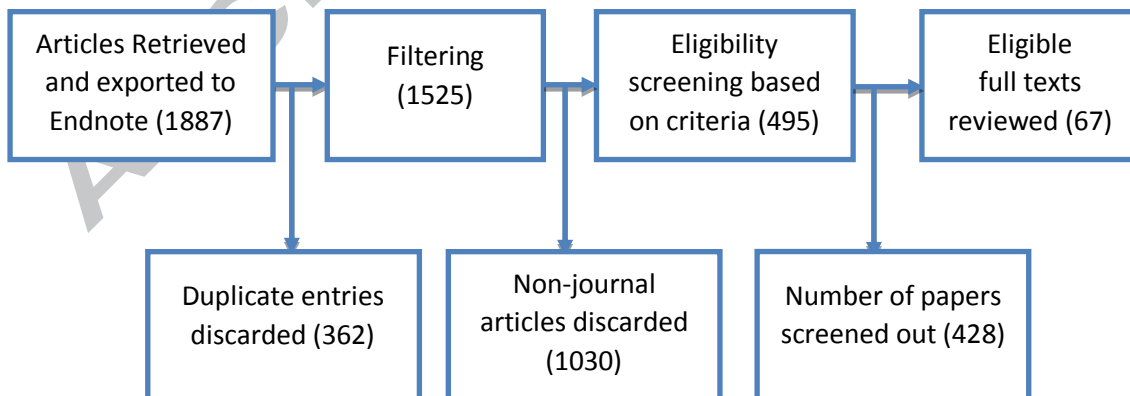 Articles Retrieved
and exported to
Endnote (1887)
Filtering
(1525)
Eligibility
screening based
on criteria (495)
Eligible
full texts
reviewed (67)
Duplicate entries
discarded (362)
Non-journal
articles discarded
(1030)
Number of papers
screened out (428)